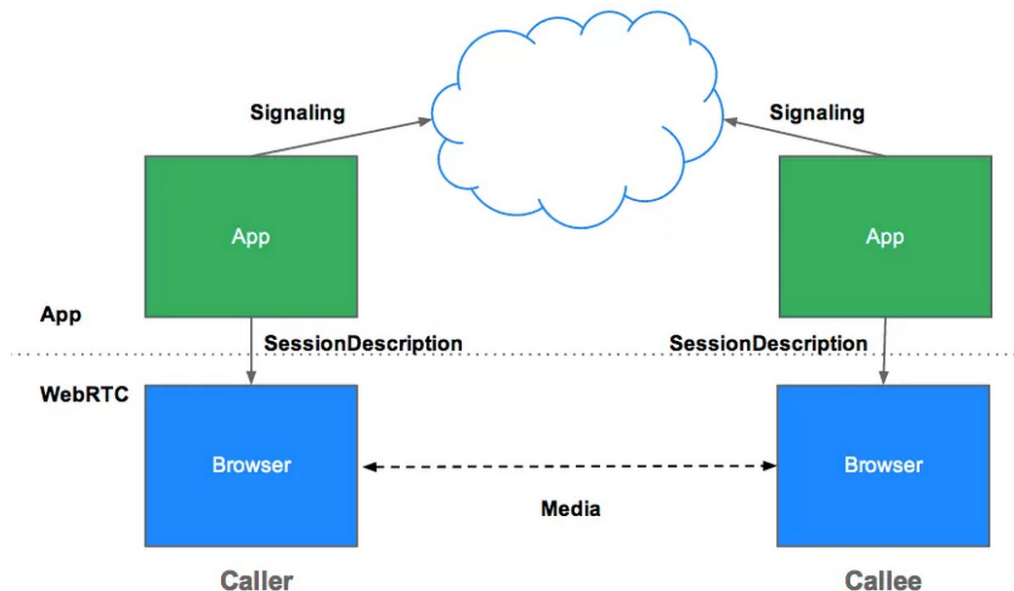 Signaling
Signaling
App
App
App
SessionDescription
SessionDescription
WebRTC
Browser
Browser
Media
Caller
Callee